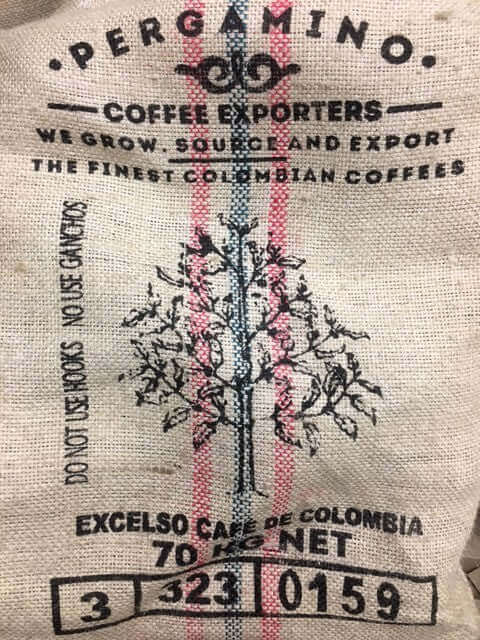 • PERGAMINO •
COFFEE EXPORTERS
WE GROW, SOURCE AND EXPORT
THE FINEST COLOMBIAN COFFEES
DO NOT USE HOOKS NO USE GANCHOS
EXCELSO CAFE DE COLOMBIA
70 KG NET
3 323 0159